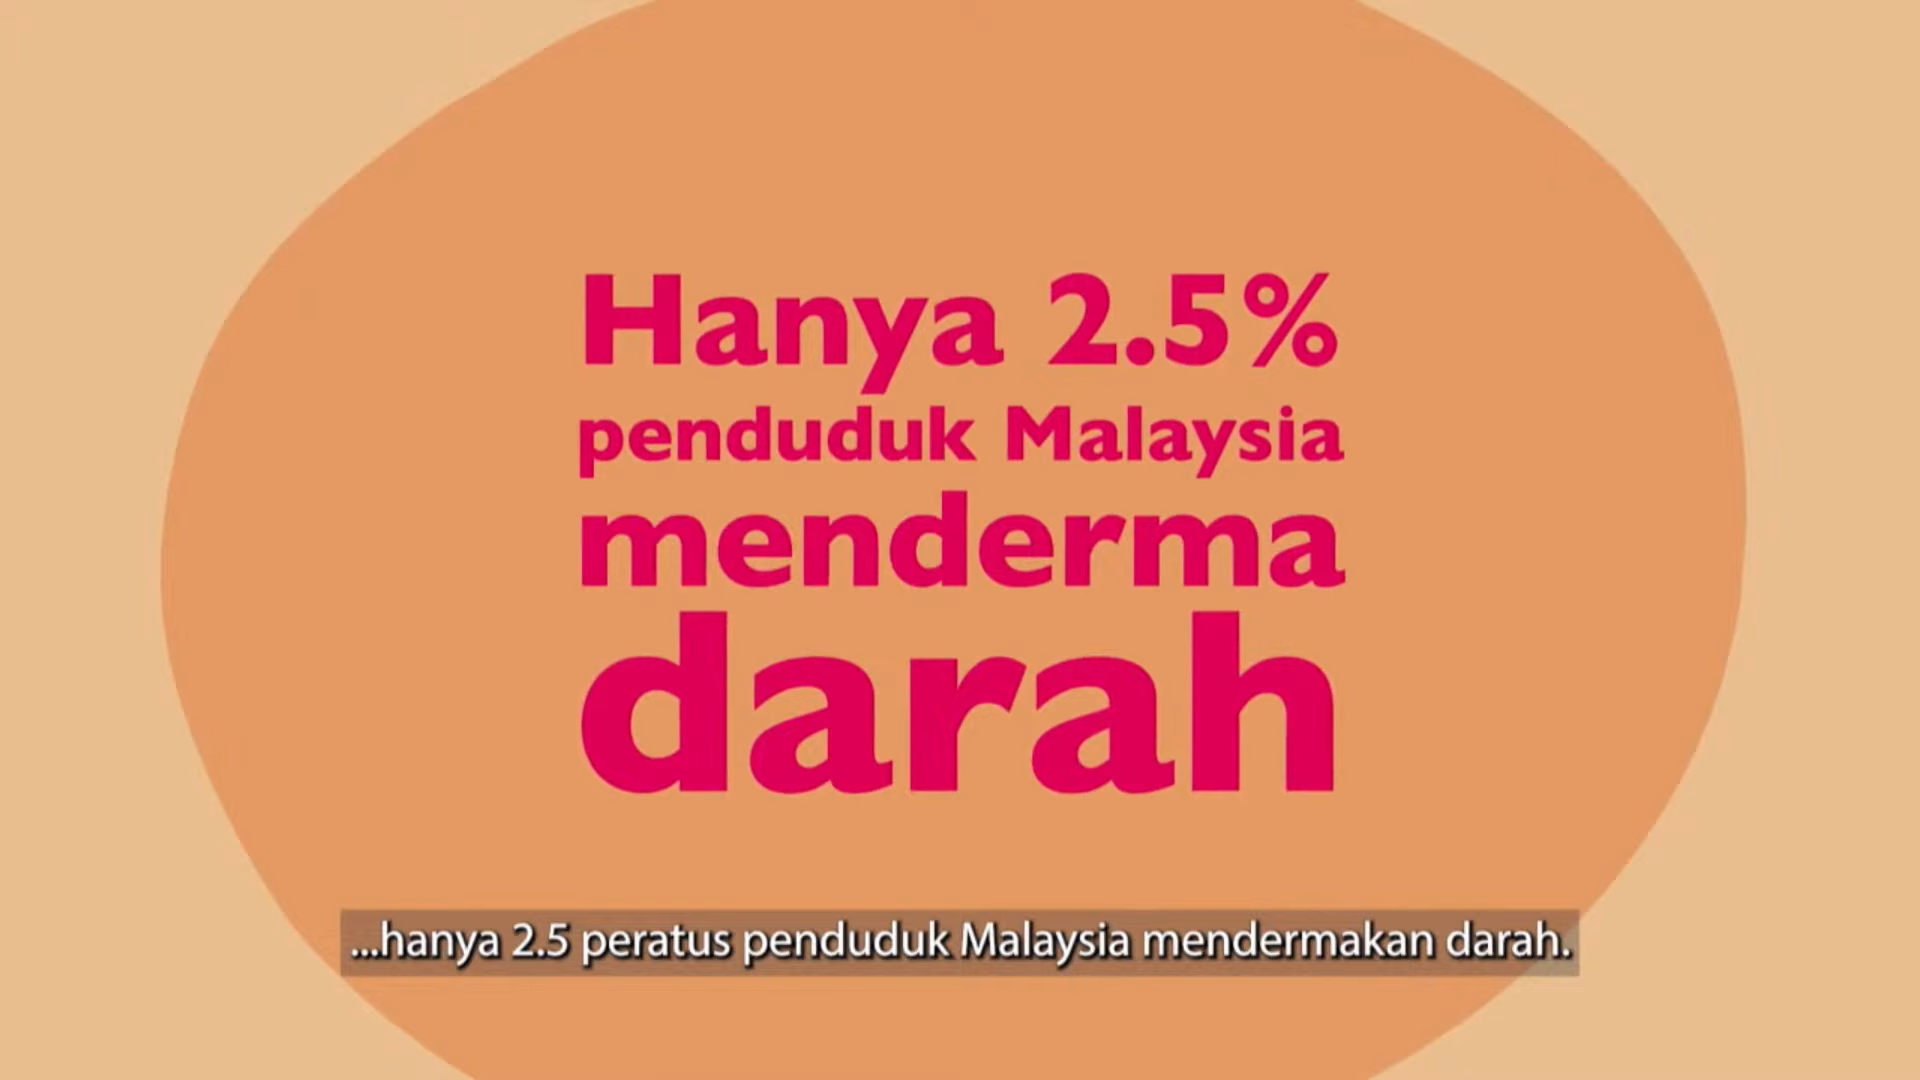 Hanya 2.5%
penduduk Malaysia
menderma
darah
...hanya 2.5 peratus penduduk Malaysia mendermakan darah.